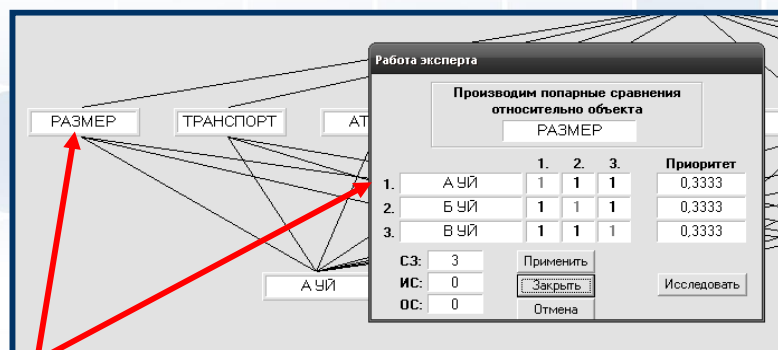 Работа эксперта
Производим попарные сравнения
относительно объекта
РАЗМЕР
РАЗМЕР
ТРАНСПОРТ
АТ
1. 2. 3. Приоритет
1. А УЙ 1 1 1 0,3333
2. Б УЙ 1 1 1 0,3333
3. В УЙ 1 1 1 0,3333
СЗ: 3 Применить
А УЙ
ИС: 0 Закрыть Исследовать
ОС: 0 Отмена